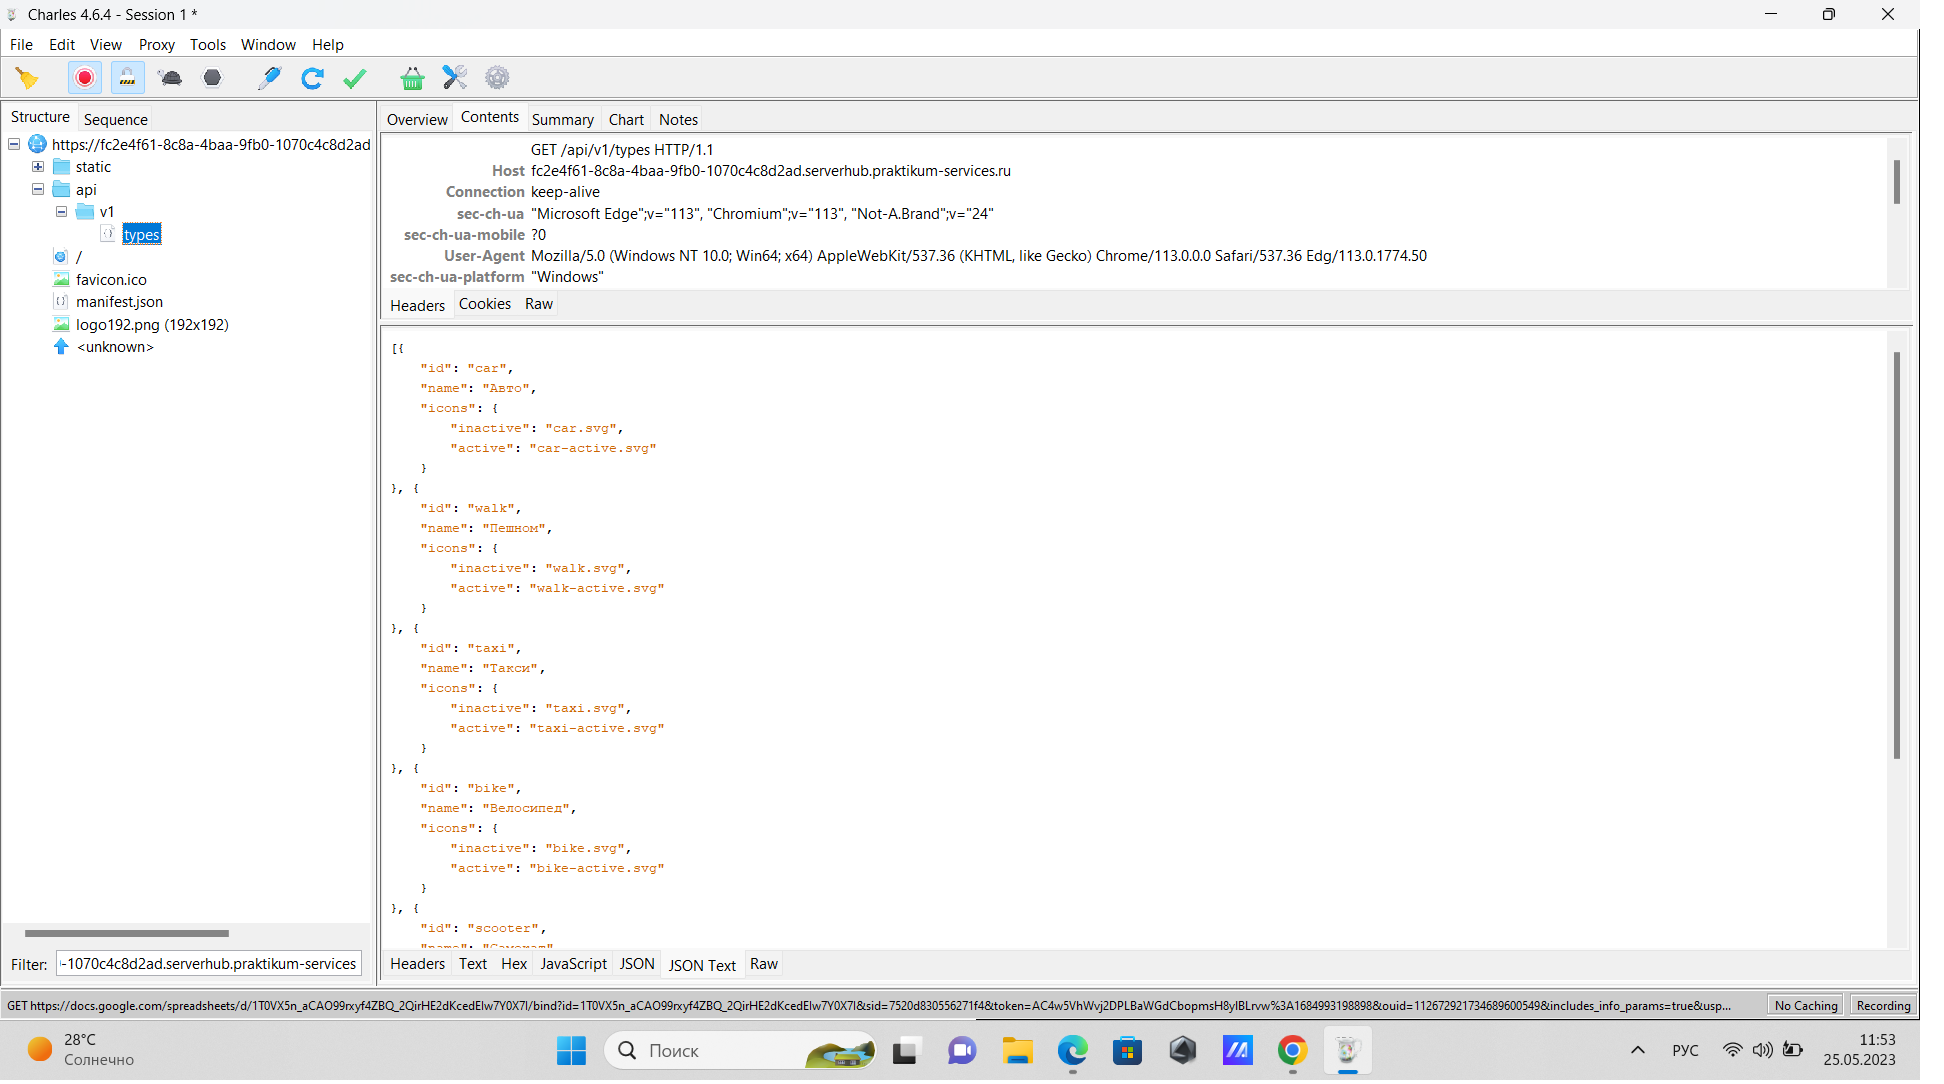 Charles 4.6.4 - Session 1 *
File Edit View Proxy Tools Window Help
Structure Sequence
https://fc2e4f61-8c8a-4baa-9fb0-1070c4c8d2ad
static
api
v1
types
/
favicon.ico
manifest.json
logo192.png (192x192)
<unknown>
Filter: -1070c4c8d2ad.serverhub.praktikum-services
Overview Contents Summary Chart Notes
GET /api/v1/types HTTP/1.1
Host fc2e4f61-8c8a-4baa-9fb0-1070c4c8d2ad.serverhub.praktikum-services.ru
Connection keep-alive
sec-ch-ua "Microsoft Edge";v="113", "Chromium";v="113", "Not-A.Brand";v="24"
sec-ch-ua-mobile ?0
User-Agent Mozilla/5.0 (Windows NT 10.0; Win64; x64) AppleWebKit/537.36 (KHTML, like Gecko) Chrome/113.0.0.0 Safari/537.36 Edg/113.0.1774.50
sec-ch-ua-platform "Windows"
Headers Cookies Raw
[{
"id": "car",
"name": "Авто",
"icons": {
"inactive": "car.svg",
"active": "car-active.svg"
}
}, {
"id": "walk",
"name": "Пешком",
"icons": {
"inactive": "walk.svg",
"active": "walk-active.svg"
}
}, {
"id": "taxi",
"name": "Такси",
"icons": {
"inactive": "taxi.svg",
"active": "taxi-active.svg"
}
}, {
"id": "bike",
"name": "Велосипед",
"icons": {
"inactive": "bike.svg",
"active": "bike-active.svg"
}
}, {
"id": "scooter",
"name": "Самокат"
Headers Text Hex JavaScript JSON JSON Text Raw
GET https://docs.google.com/spreadsheets/d/1T0VX5n_aCAO99rxyf4ZBQ_2QirHE2dKcedElw7Y0X7I/bind?id=1T0VX5n_aCAO99rxyf4ZBQ_2QirHE2dKcedElw7Y0X7I&sid=7520d830556271f4&token=AC4w5VhWvj2DPLBaWGdCbopmsH8yIBLrvw%3A1684993198898&ouid=112672921734689600549&includes_info_params=true&usp...
No Caching Recording
28°C
Солнечно
Поиск
РУС
11:53
25.05.2023